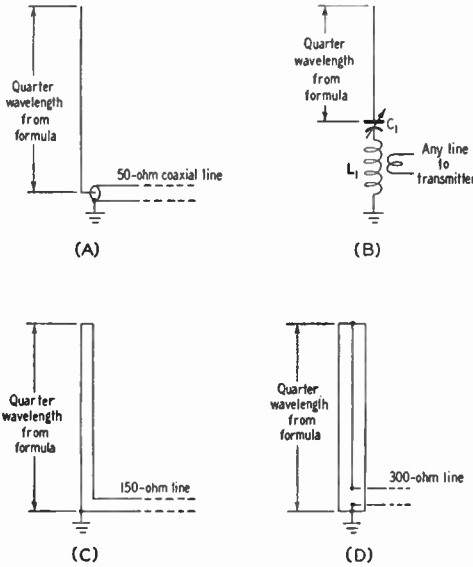 Quarter
wavelength
from
formula
50-ohm coaxial line
(A)
Quarter
wavelength
from
formula
C1
L1
Any line
to
transmitter
(B)
Quarter
wavelength
from
formula
150-ohm line
(C)
Quarter
wavelength
from
formula
300-ohm line
(D)